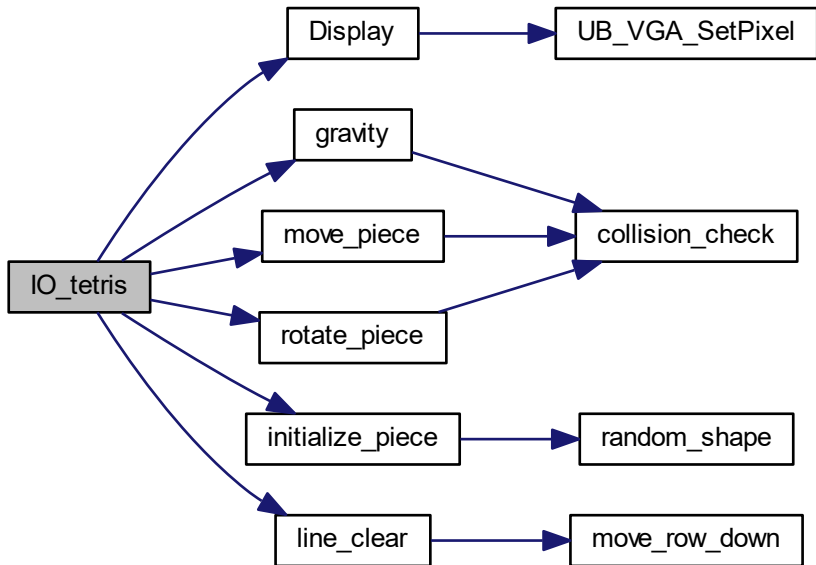 Display
UB_VGA_SetPixel
gravity
move_piece
collision_check
IO_tetris
rotate_piece
initialize_piece
random_shape
line_clear
move_row_down